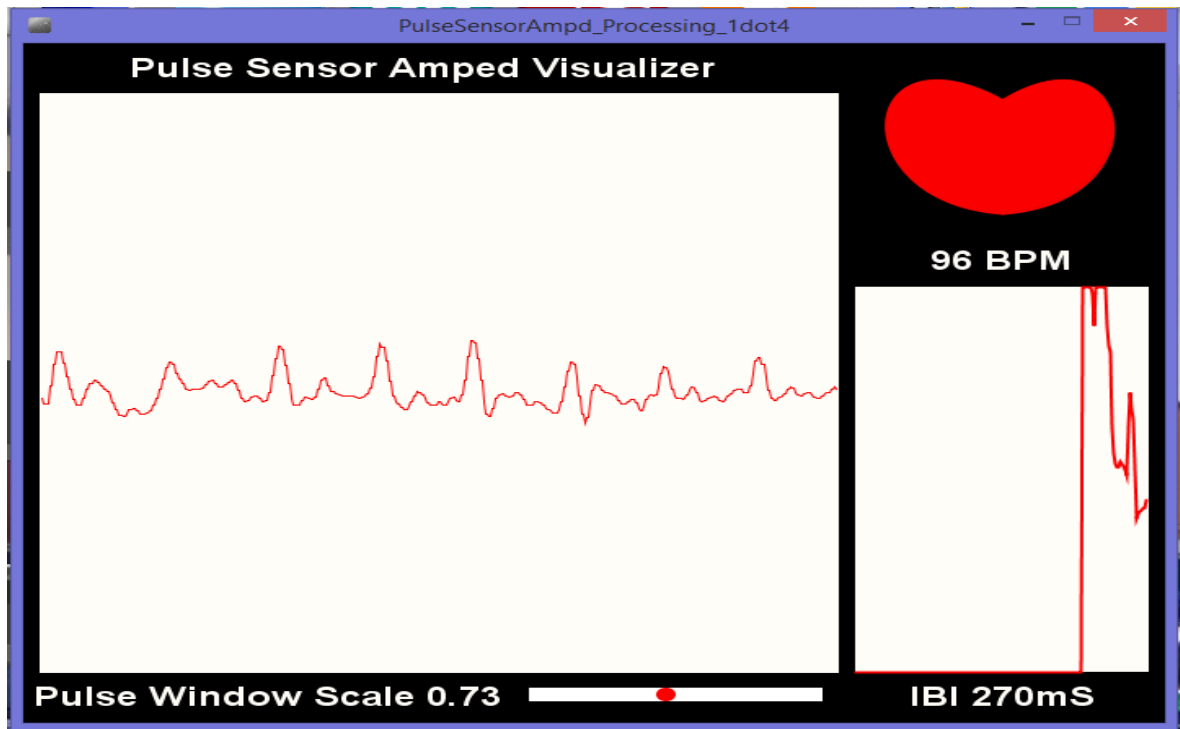 PulseSensorAmpd_Processing_1dot4
Pulse Sensor Amped Visualizer
96 BPM
Pulse Window Scale 0.73
IBI 270mS